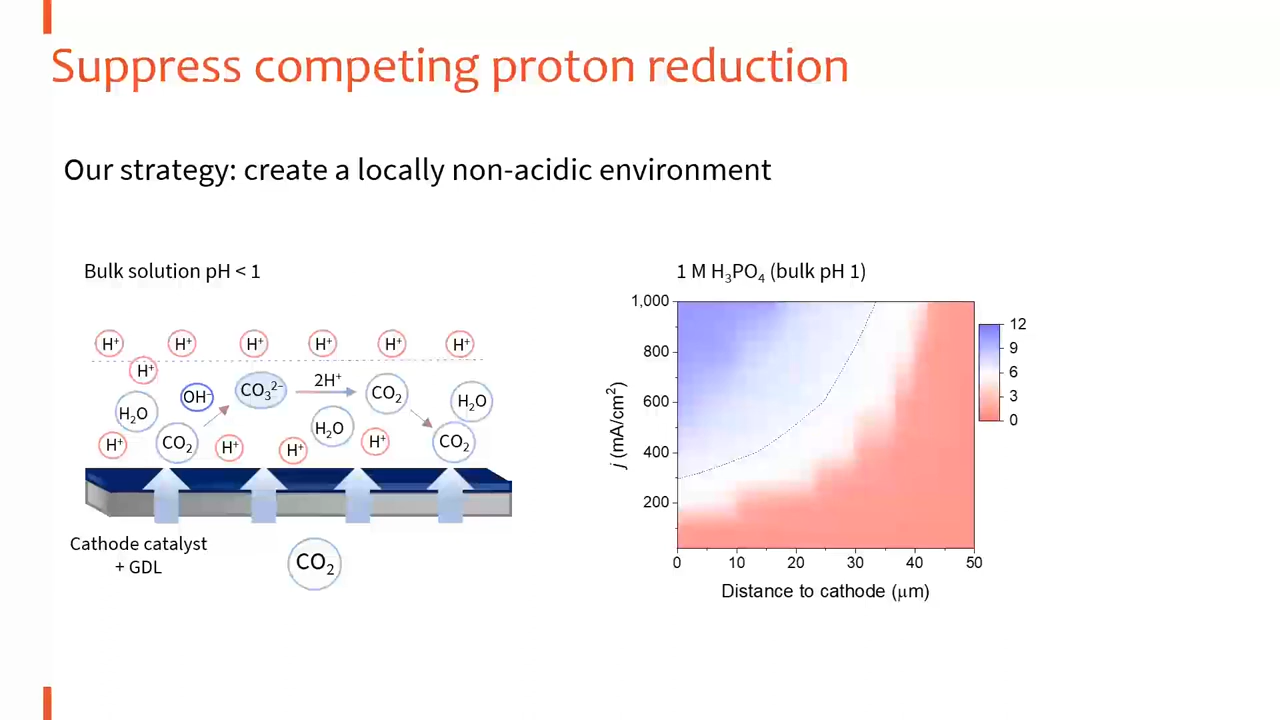 Suppress competing proton reduction
Our strategy: create a locally non-acidic environment
Bulk solution pH < 1
H⁺ H⁺ H⁺ H⁺ H⁺ H⁺
H⁺
OH⁻ CO₃²⁻ 2H⁺ CO₂ H₂O
H₂O H₂O
H⁺ CO₂ H⁺ H⁺ H⁺ CO₂
Cathode catalyst
+ GDL
CO₂
1 M H₃PO₄ (bulk pH 1)
1,000
800
600
400
200
j (mA/cm²)
0 10 20 30 40 50
Distance to cathode (μm)
12
9
6
3
0